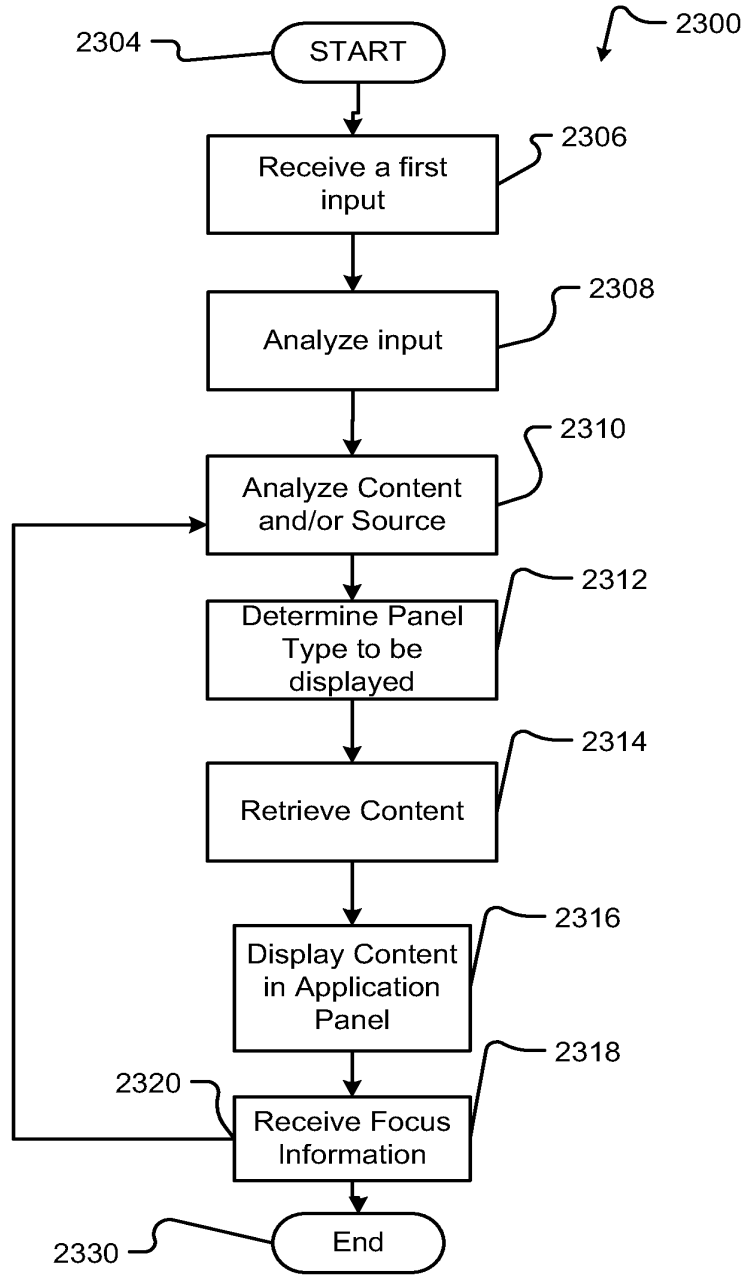 2300
2304
START
2306
Receive a first
input
2308
Analyze input
2310
Analyze Content
and/or Source
2312
Determine Panel
Type to be
displayed
2314
Retrieve Content
2316
Display Content
in Application
Panel
2318
2320
Receive Focus
Information
End
2330